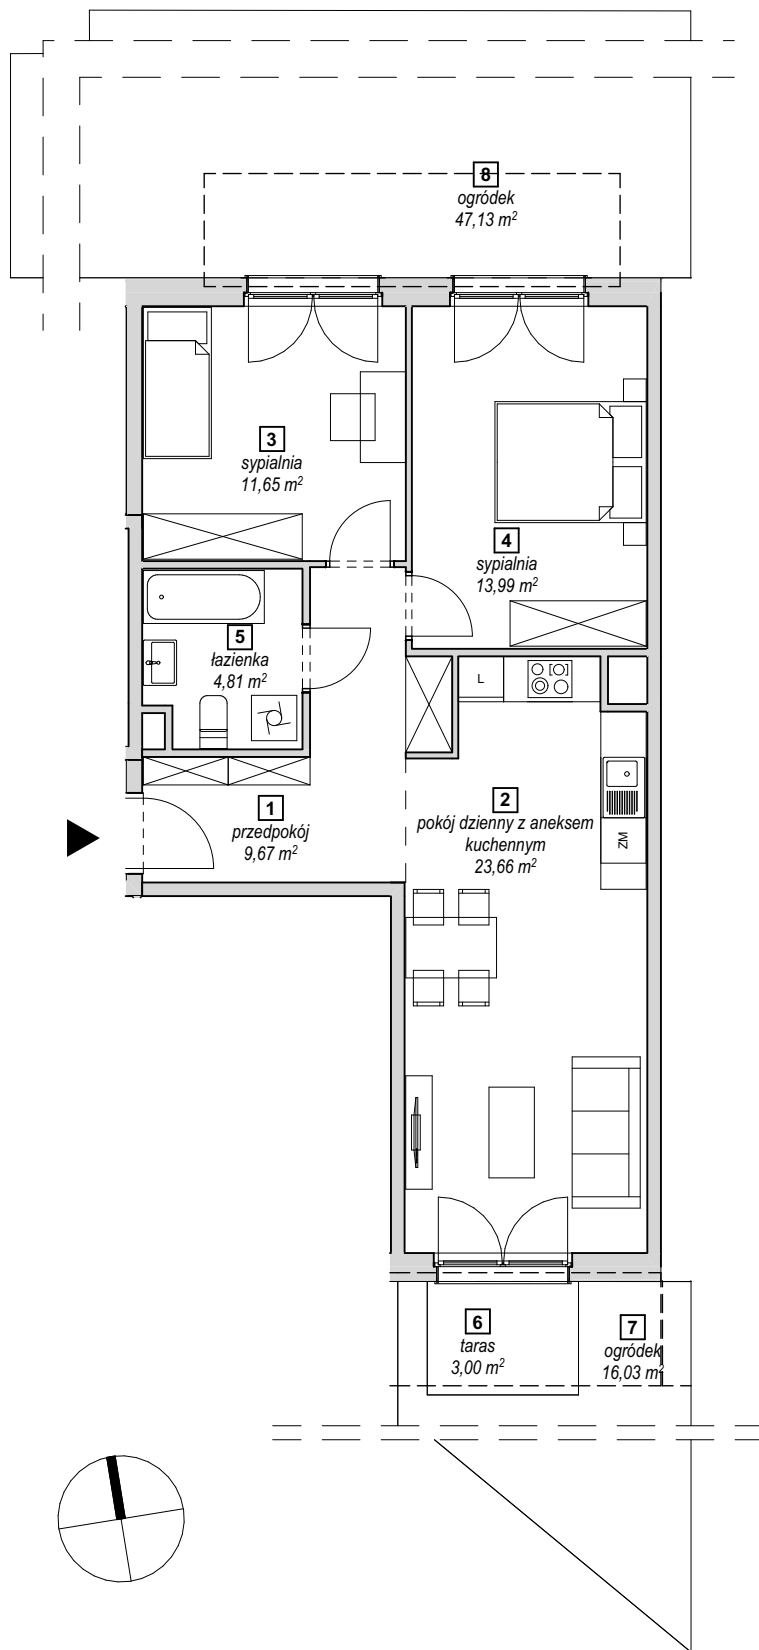 8
ogródek
47,13 m²
3
sypialnia
11,65 m²
4
sypialnia
13,99 m²
5
łazienka
4,81 m²
L
1
przedpokój
9,67 m²
2
pokój dzienny z aneksem
kuchennym
23,66 m²
ZM
6
taras
3,00 m²
7
ogródek
16,03 m²